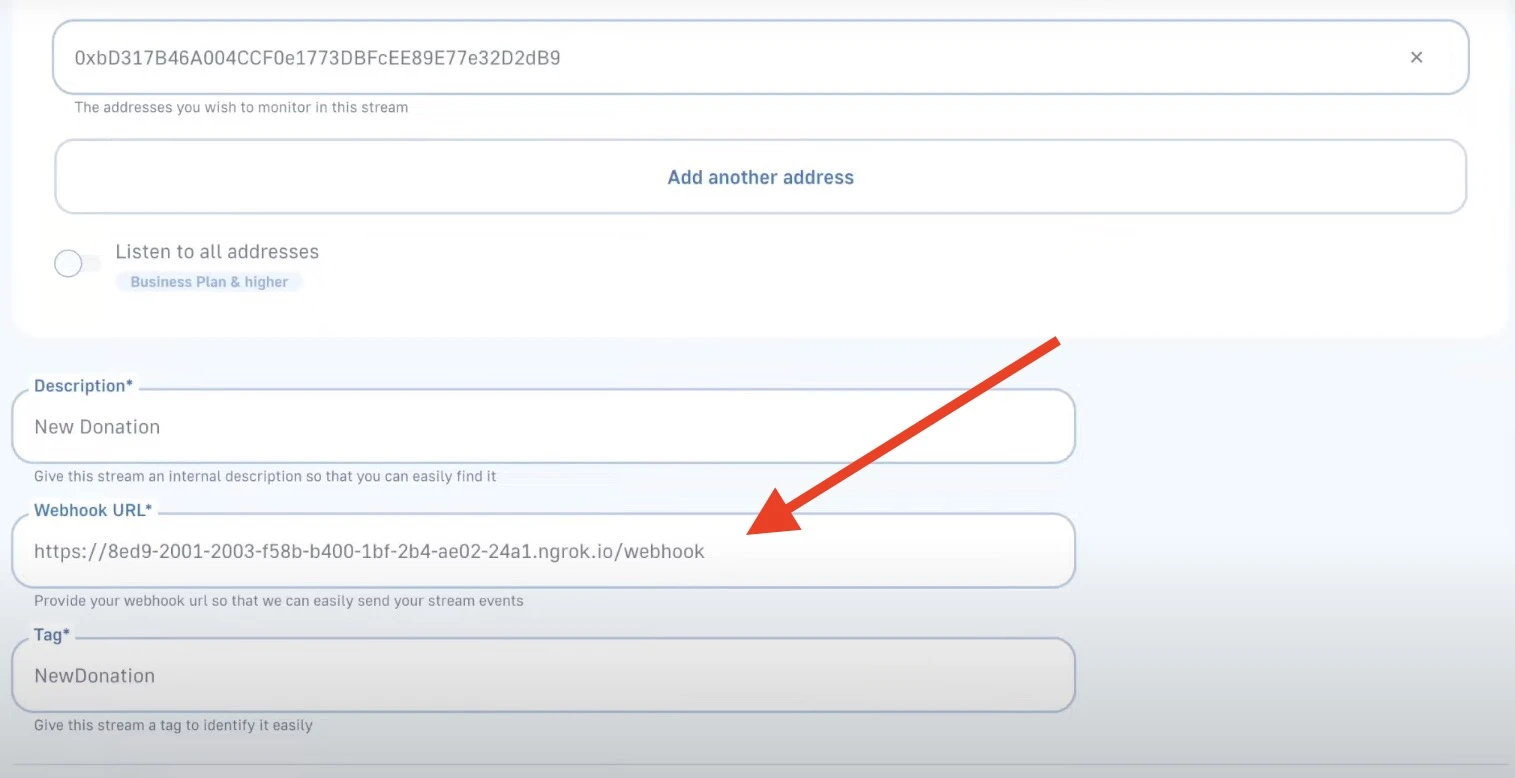 0xbD317B46A004CCF0e1773DBFcEE89E77e32D2dB9
The addresses you wish to monitor in this stream
Add another address
Listen to all addresses
Business Plan & higher
Description*
New Donation
Give this stream an internal description so that you can easily find it
Webhook URL*
https://8ed9-2001-2003-f58b-b400-1bf-2b4-ae02-24a1.ngrok.io/webhook
Provide your webhook url so that we can easily send your stream events
Tag*
NewDonation
Give this stream a tag to identify it easily